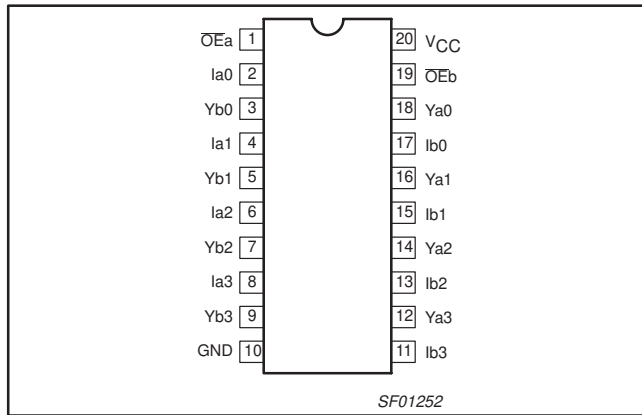 OEa 1 20 VCC
Ia0 2 19 OEb
Yb0 3 18 Ya0
Ia1 4 17 Ib0
Yb1 5 16 Ya1
Ia2 6 15 Ib1
Yb2 7 14 Ya2
Ia3 8 13 Ib2
Yb3 9 12 Ya3
GND 10 11 Ib3
SF01252